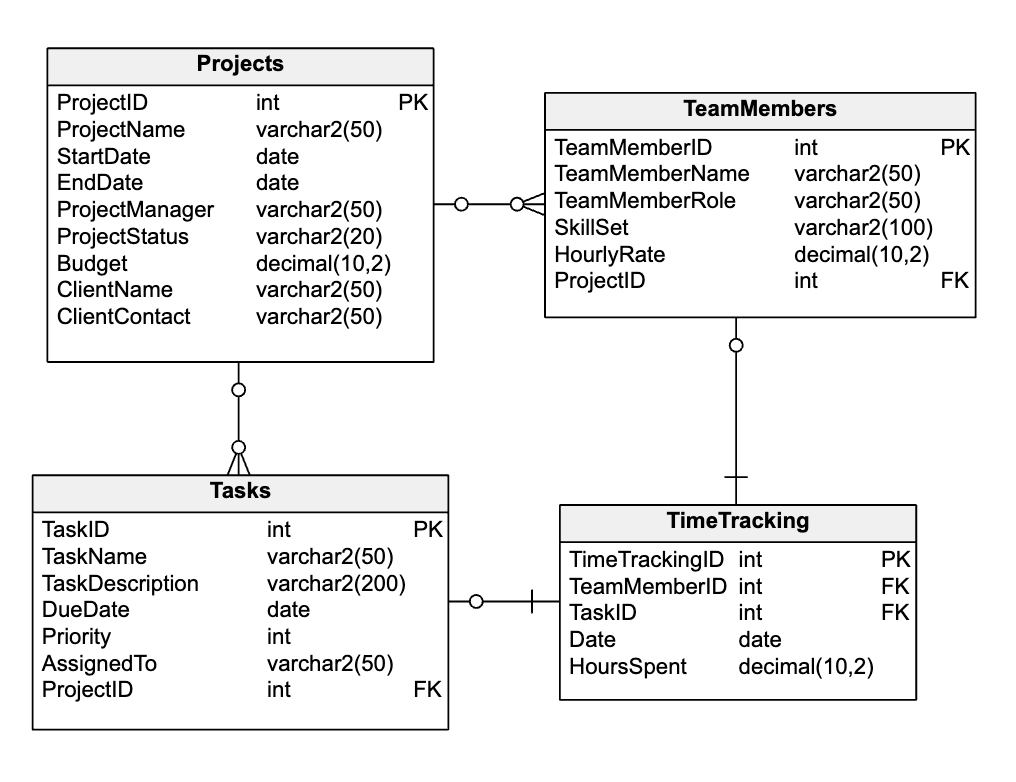 Projects
ProjectID int PK
ProjectName varchar2(50)
StartDate date
EndDate date
ProjectManager varchar2(50)
ProjectStatus varchar2(20)
Budget decimal(10,2)
ClientName varchar2(50)
ClientContact varchar2(50)
TeamMembers
TeamMemberID int PK
TeamMemberName varchar2(50)
TeamMemberRole varchar2(50)
SkillSet varchar2(100)
HourlyRate decimal(10,2)
ProjectID int FK
Tasks
TaskID int PK
TaskName varchar2(50)
TaskDescription varchar2(200)
DueDate date
Priority int
AssignedTo varchar2(50)
ProjectID int FK
TimeTracking
TimeTrackingID int PK
TeamMemberID int FK
TaskID int FK
Date date
HoursSpent decimal(10,2)